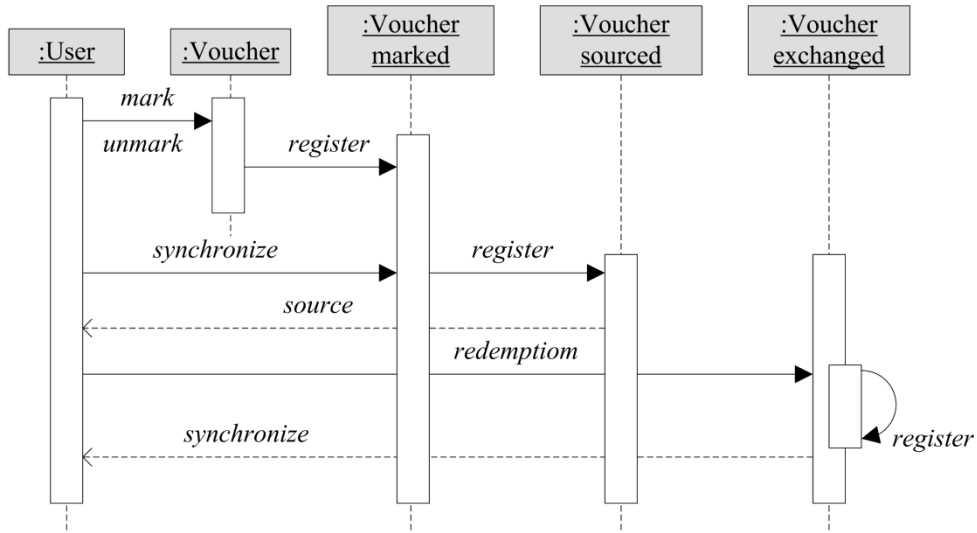 :User
:Voucher
:Voucher
marked
:Voucher
sourced
:Voucher
exchanged
mark
unmark
register
synchronize
register
source
redemptiom
synchronize
register